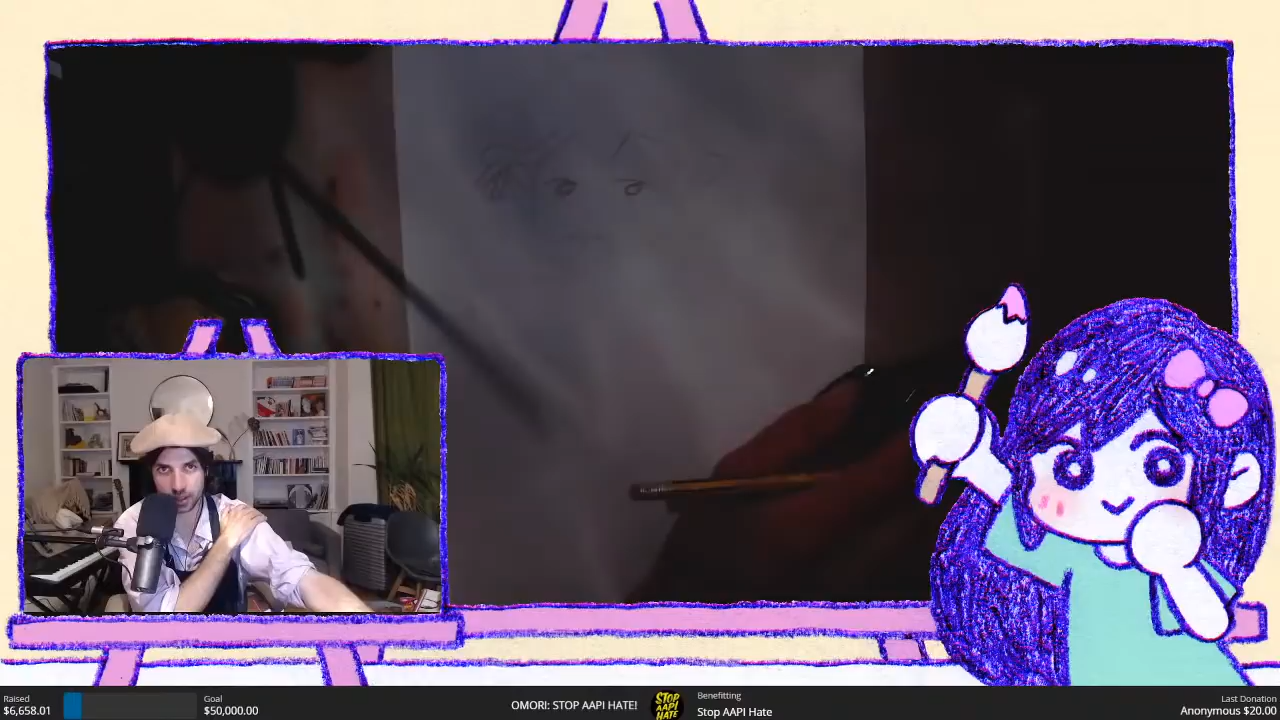 Raised
$6,658.01
Goal
$50,000.00
OMORI: STOP AAPI HATE!
STOP
AAPI
HATE
Benefitting
Stop AAPI Hate
Last Donation
Anonymous $20.00